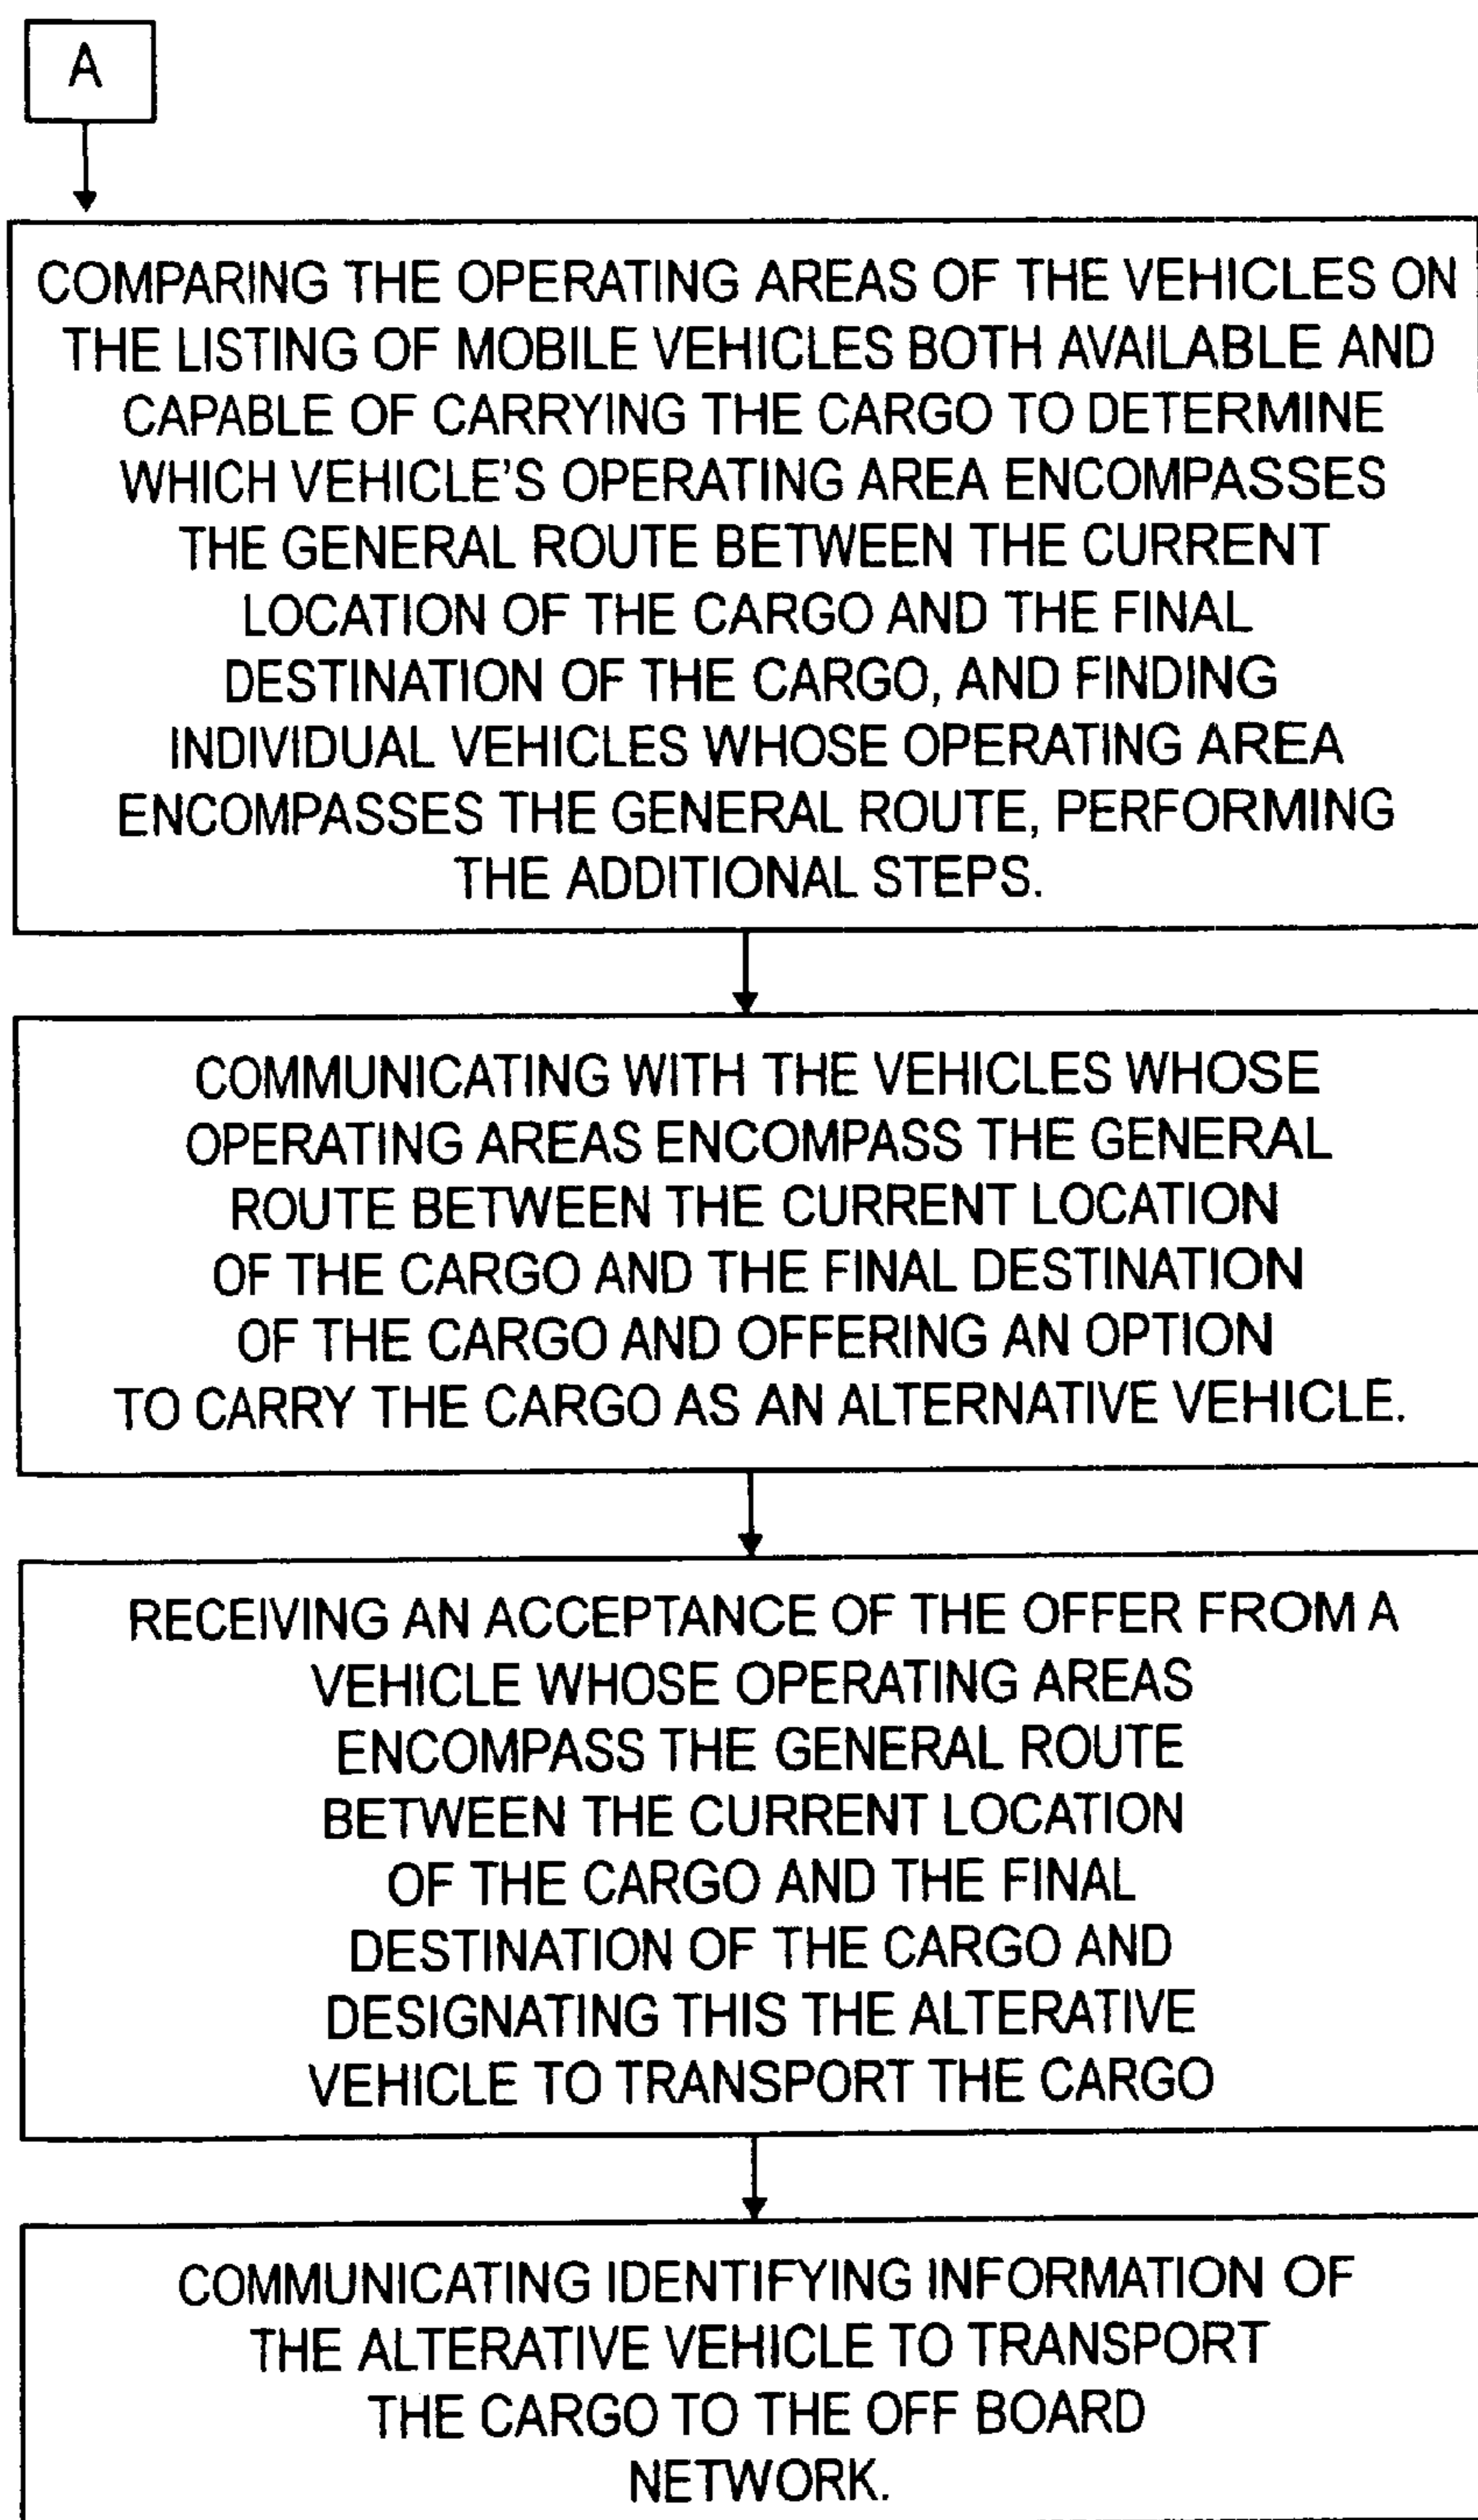 A
COMPARING THE OPERATING AREAS OF THE VEHICLES ON
THE LISTING OF MOBILE VEHICLES BOTH AVAILABLE AND
CAPABLE OF CARRYING THE CARGO TO DETERMINE
WHICH VEHICLE'S OPERATING AREA ENCOMPASSES
THE GENERAL ROUTE BETWEEN THE CURRENT
LOCATION OF THE CARGO AND THE FINAL
DESTINATION OF THE CARGO, AND FINDING
INDIVIDUAL VEHICLES WHOSE OPERATING AREA
ENCOMPASSES THE GENERAL ROUTE, PERFORMING
THE ADDITIONAL STEPS.
COMMUNICATING WITH THE VEHICLES WHOSE
OPERATING AREAS ENCOMPASS THE GENERAL
ROUTE BETWEEN THE CURRENT LOCATION
OF THE CARGO AND THE FINAL DESTINATION
OF THE CARGO AND OFFERING AN OPTION
TO CARRY THE CARGO AS AN ALTERNATIVE VEHICLE.
RECEIVING AN ACCEPTANCE OF THE OFFER FROM A
VEHICLE WHOSE OPERATING AREAS
ENCOMPASS THE GENERAL ROUTE
BETWEEN THE CURRENT LOCATION
OF THE CARGO AND THE FINAL
DESTINATION OF THE CARGO AND
DESIGNATING THIS THE ALTERATIVE
VEHICLE TO TRANSPORT THE CARGO
COMMUNICATING IDENTIFYING INFORMATION OF
THE ALTERATIVE VEHICLE TO TRANSPORT
THE CARGO TO THE OFF BOARD
NETWORK.